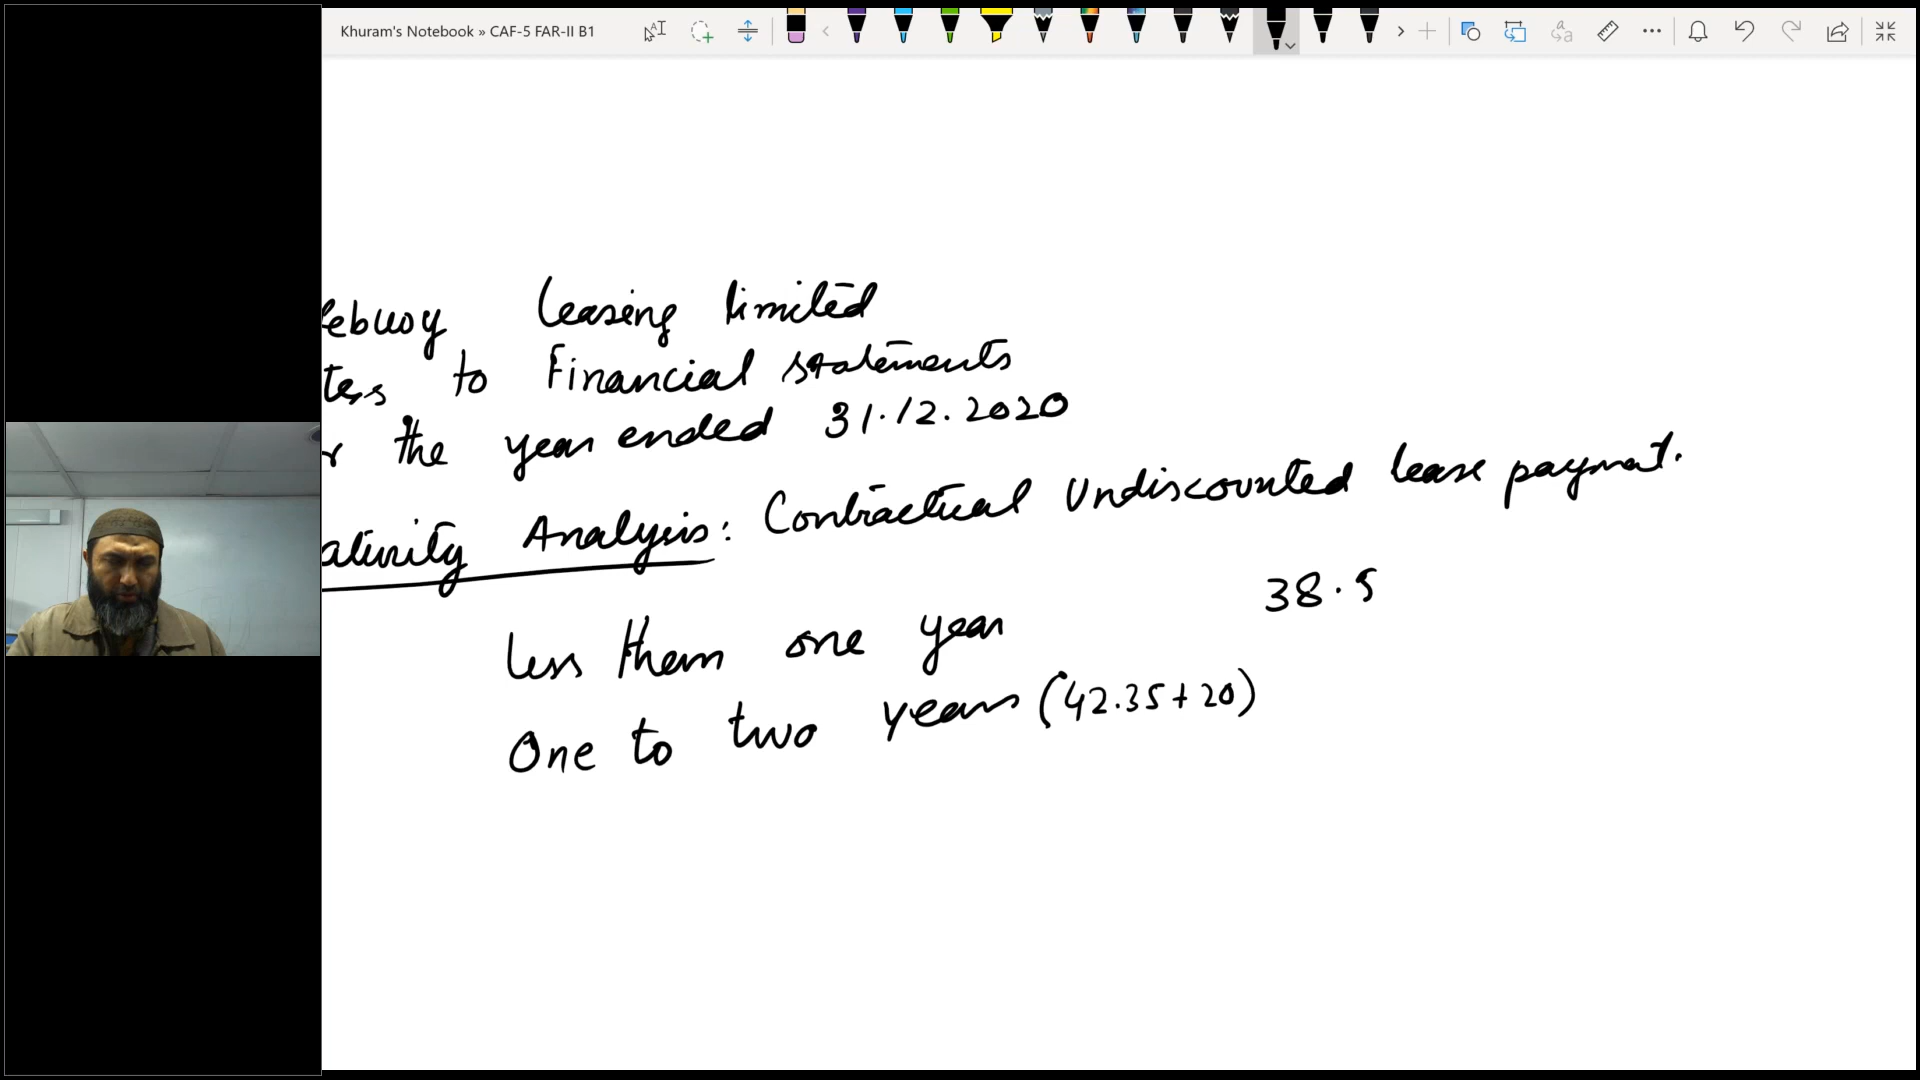 Khuram's Notebook » CAF-5 FAR-II B1
ebuoy Leasing limited
tes to Financial statements
r the year ended 31.12.2020
aturity Analysis: Contractual Undiscounted lease payment.
Less than one year 38.5
One to two years (42.35+20)